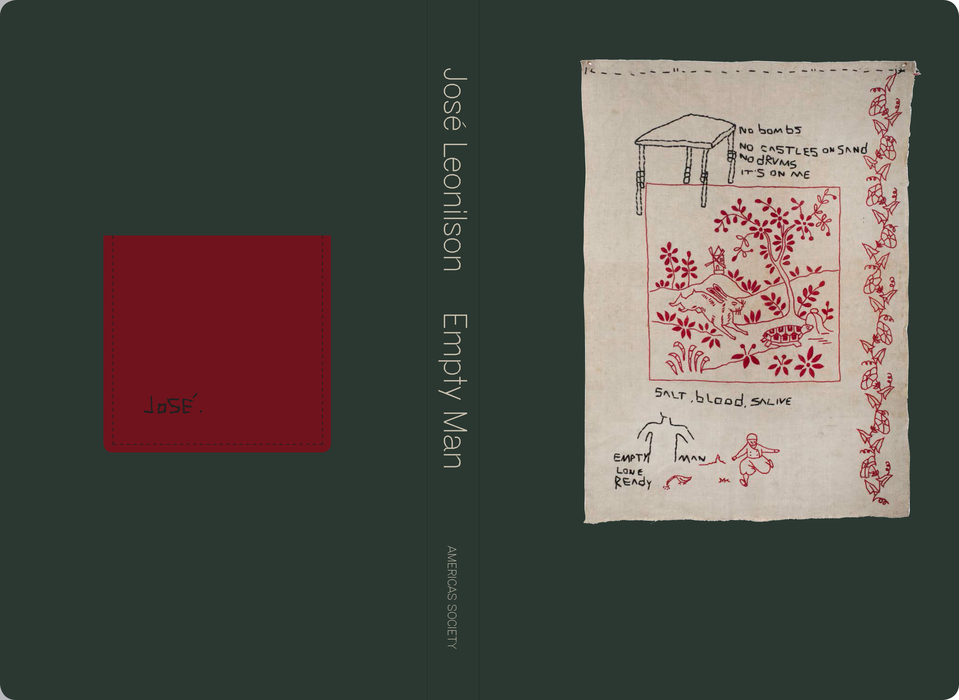 JOSÉ.
José Leonilson Empty Man
AMERICAS SOCIETY
No bombs
NO CASTLES ON SAND
NO DRUMS
IT'S ON ME
SALT, blood, SALIVE
EMPTY MAN
LONE
READY